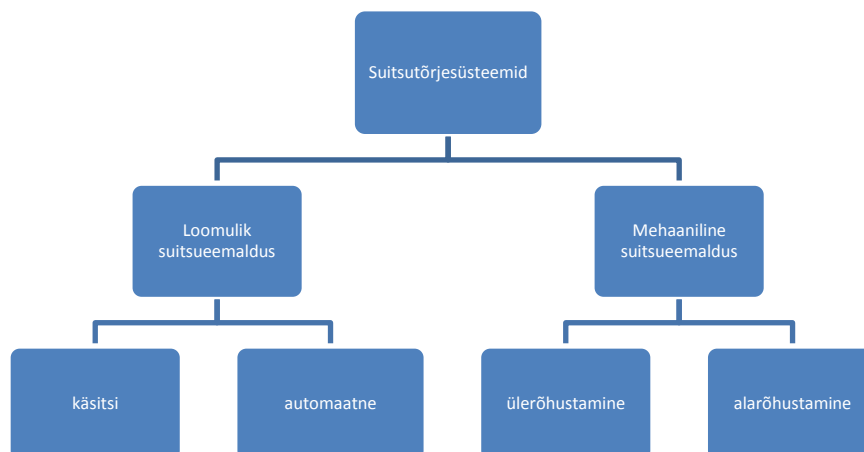 Suitsutõrjesüsteemid
Loomulik
suitsueemaldus
Mehaaniline
suitsueemaldus
käsitsi
automaatne
ülerõhustamine
alarõhustamine